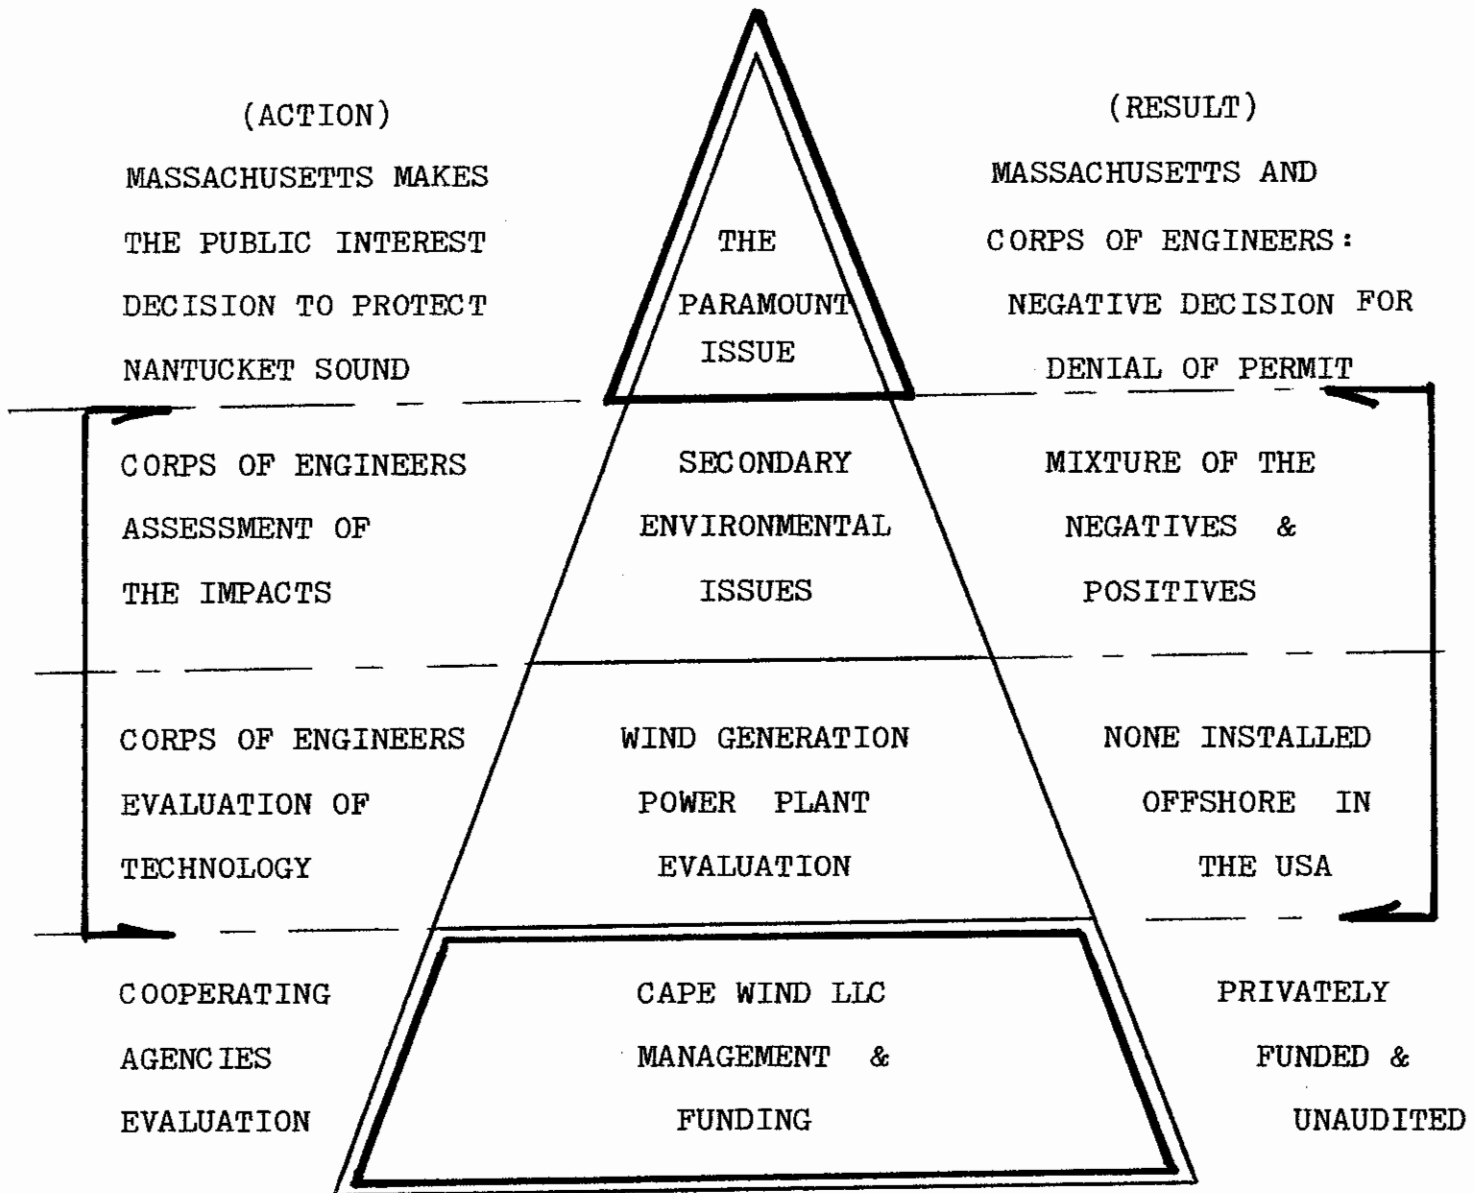 (ACTION)
MASSACHUSETTS MAKES
THE PUBLIC INTEREST
DECISION TO PROTECT
NANTUCKET SOUND
THE
PARAMOUNT
ISSUE
(RESULT)
MASSACHUSETTS AND
CORPS OF ENGINEERS:
NEGATIVE DECISION FOR
DENIAL OF PERMIT
CORPS OF ENGINEERS
ASSESSMENT OF
THE IMPACTS
SECONDARY
ENVIRONMENTAL
ISSUES
MIXTURE OF THE
NEGATIVES &
POSITIVES
CORPS OF ENGINEERS
EVALUATION OF
TECHNOLOGY
WIND GENERATION
POWER PLANT
EVALUATION
NONE INSTALLED
OFFSHORE IN
THE USA
COOPERATING
AGENCIES
EVALUATION
CAPE WIND LLC
MANAGEMENT &
FUNDING
PRIVATELY
FUNDED &
UNAUDITED